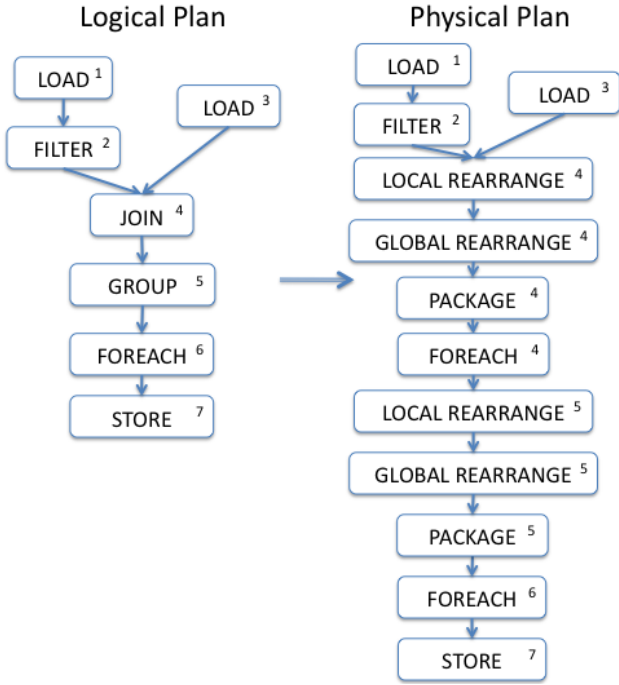 Logical Plan
LOAD 1
LOAD 3
FILTER 2
JOIN 4
GROUP 5
FOREACH 6
STORE 7
Physical Plan
LOAD 1
LOAD 3
FILTER 2
LOCAL REARRANGE 4
GLOBAL REARRANGE 4
PACKAGE 4
FOREACH 4
LOCAL REARRANGE 5
GLOBAL REARRANGE 5
PACKAGE 5
FOREACH 6
STORE 7